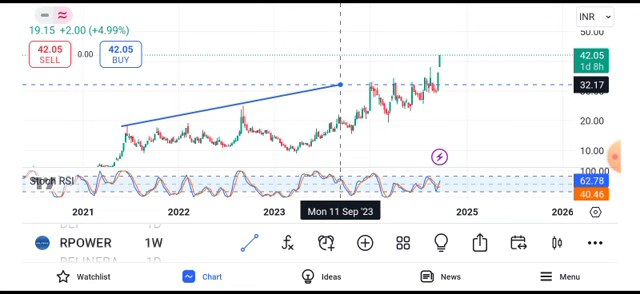 INR
19.15 +2.00 (+4.99%)
50.00
42.05
SELL
0.00
42.05
BUY
42.05
1d 8h
32.17
20.00
10.00
100.00
Stoch RSI
62.78
40.46
2021
2022
2023
Mon 11 Sep '23
2025
2026
RPOWER
1W
Watchlist
Chart
Ideas
News
Menu